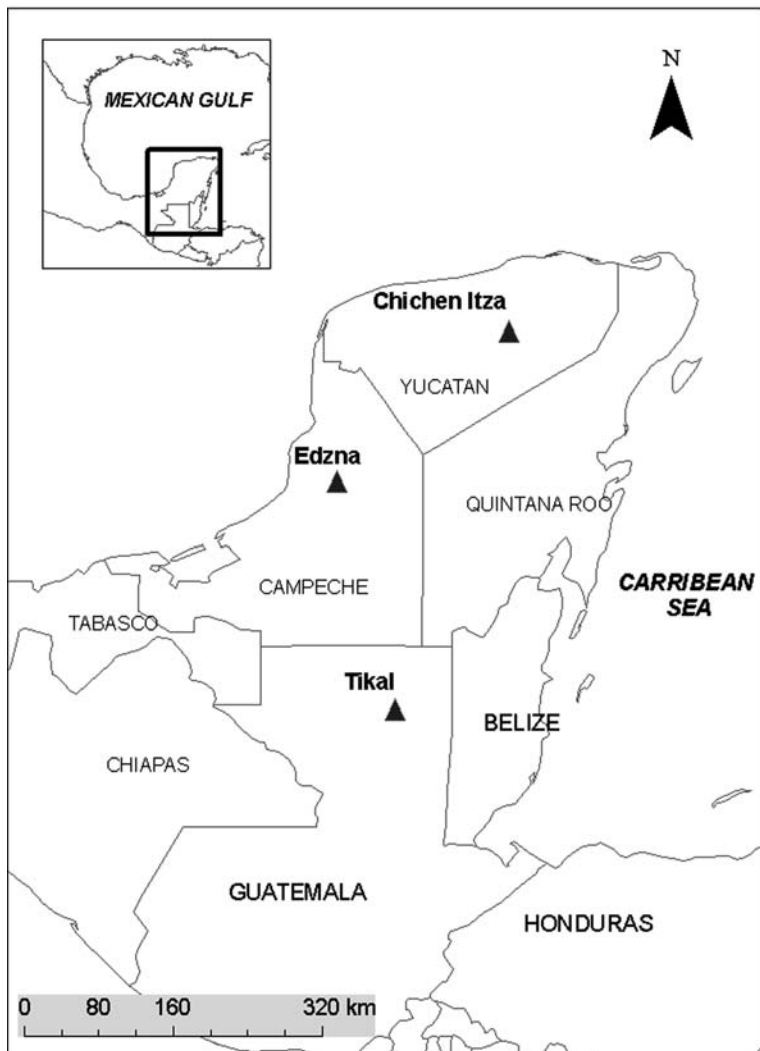 MEXICAN GULF
N
Chichen Itza
YUCATAN
Edzna
QUINTANA ROO
CAMPECHE
CARRIBEAN
SEA
TABASCO
Tikal
BELIZE
CHIAPAS
GUATEMALA
HONDURAS
0 80 160 320 km